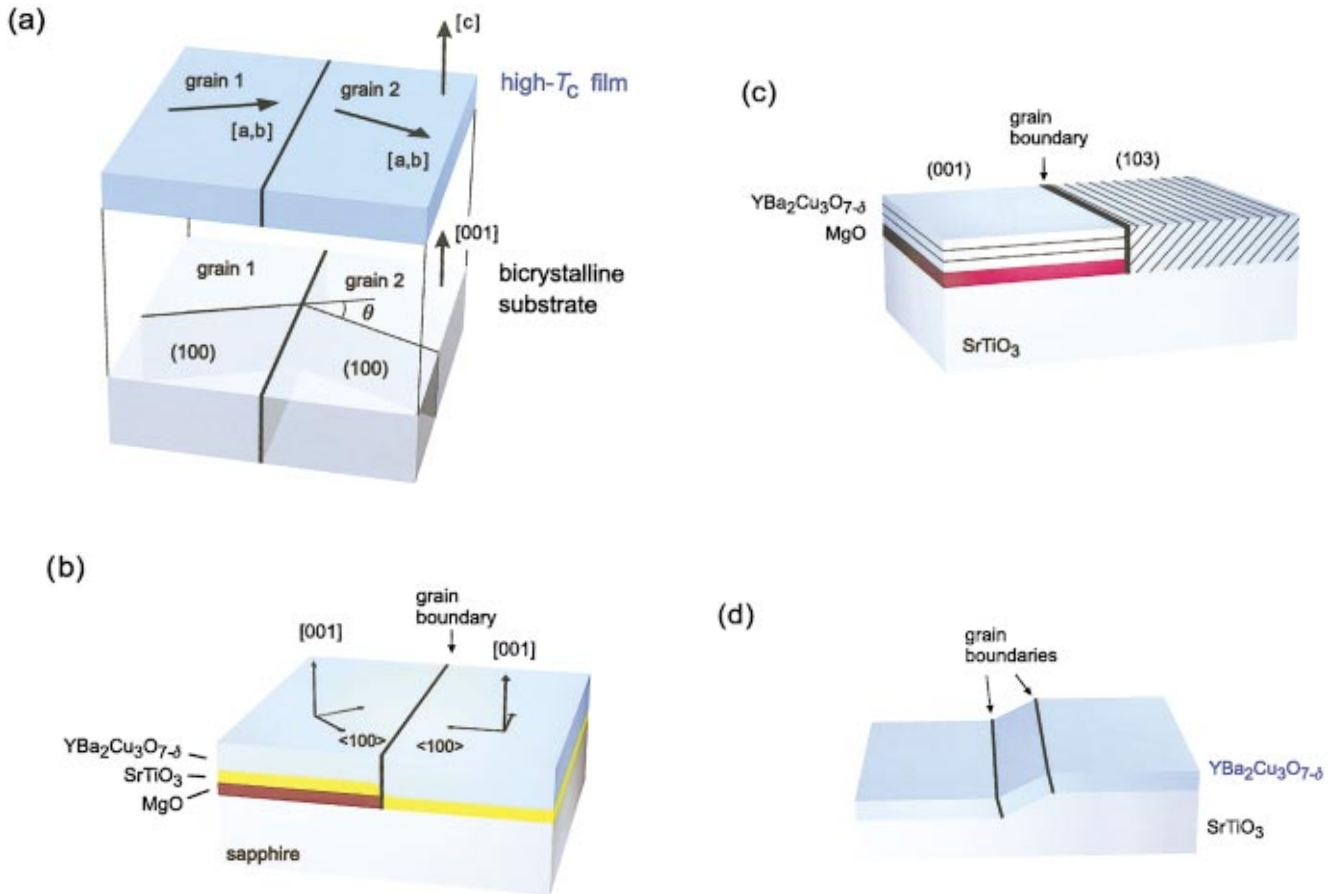 (a)
[c]
grain 1
grain 2
high-T_C film
[a,b]
[a,b]
[001]
grain 1
grain 2
bicrystalline
substrate
θ
(100)
(100)
(b)
grain
boundary
[001]
[001]
<100>
<100>
YBa₂Cu₃O₇₋δ
SrTiO₃
MgO
sapphire
(c)
grain
boundary
(001)
(103)
YBa₂Cu₃O₇₋δ
MgO
SrTiO₃
(d)
grain
boundaries
YBa₂Cu₃O₇₋δ
SrTiO₃